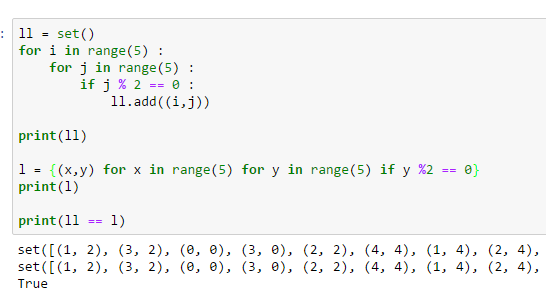 : ll = set()
for i in range(5) :
    for j in range(5) :
        if j % 2 == 0 :
            ll.add((i,j))
print(ll)
l = {(x,y) for x in range(5) for y in range(5) if y %2 == 0}
print(l)
print(ll == l)
set([(1, 2), (3, 2), (0, 0), (3, 0), (2, 2), (4, 4), (1, 4), (2, 4),
set([(1, 2), (3, 2), (0, 0), (3, 0), (2, 2), (4, 4), (1, 4), (2, 4),
True